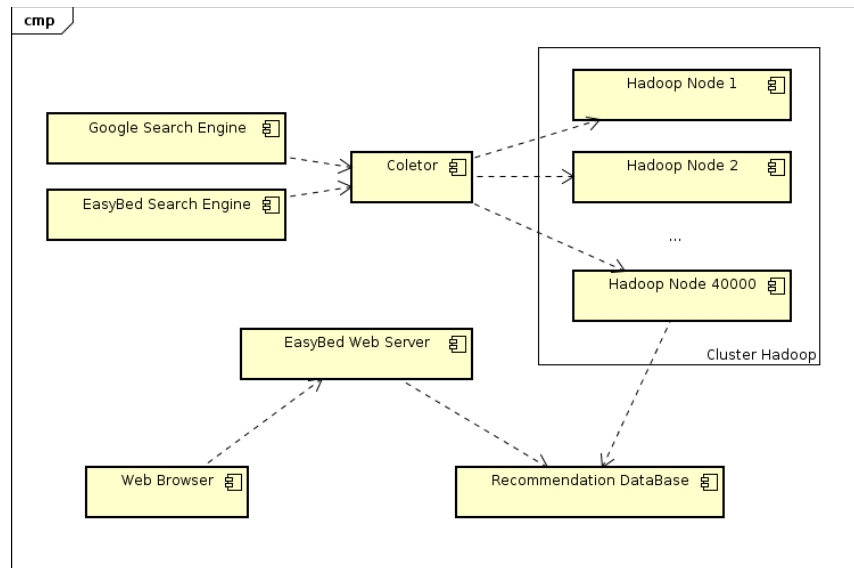 cmp
Hadoop Node 1
Google Search Engine
Coletor
Hadoop Node 2
EasyBed Search Engine
...
Hadoop Node 40000
EasyBed Web Server
Cluster Hadoop
Web Browser
Recommendation DataBase